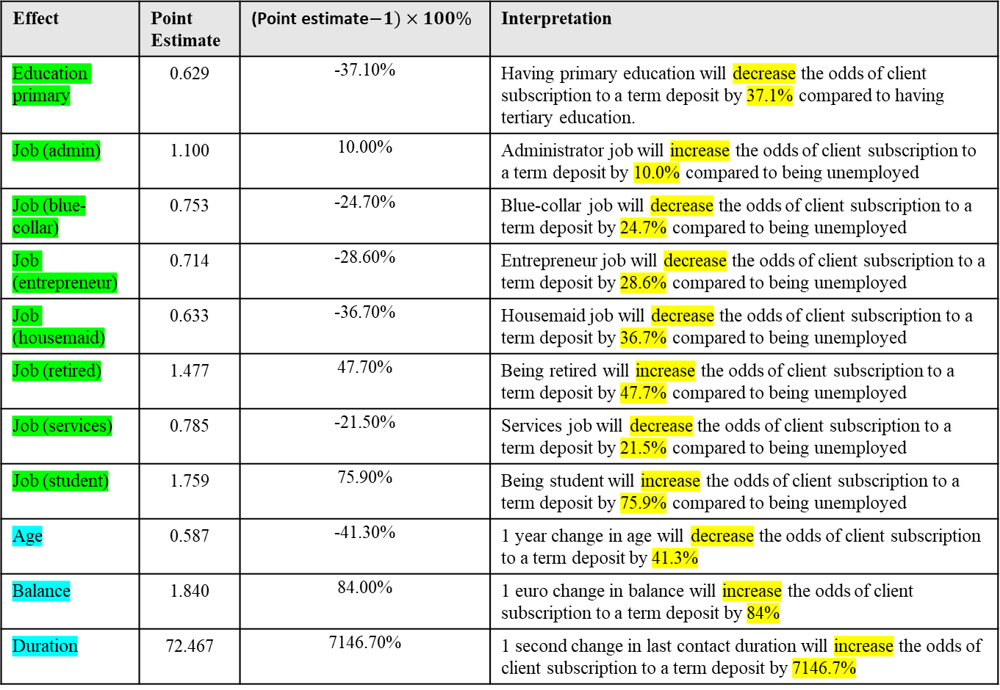 Effect
Point
Estimate
(Point estimate−1) × 100%
Interpretation
Education
primary
0.629
-37.10%
Having primary education will decrease the odds of client
subscription to a term deposit by 37.1% compared to having
tertiary education.
Job (admin)
1.100
10.00%
Administrator job will increase the odds of client subscription to
a term deposit by 10.0% compared to being unemployed
Job (blue-
collar)
0.753
-24.70%
Blue-collar job will decrease the odds of client subscription to a
term deposit by 24.7% compared to being unemployed
Job
(entrepreneur)
0.714
-28.60%
Entrepreneur job will decrease the odds of client subscription to a
term deposit by 28.6% compared to being unemployed
Job
(housemaid)
0.633
-36.70%
Housemaid job will decrease the odds of client subscription to a
term deposit by 36.7% compared to being unemployed
Job (retired)
1.477
47.70%
Being retired will increase the odds of client subscription to a
term deposit by 47.7% compared to being unemployed
Job (services)
0.785
-21.50%
Services job will decrease the odds of client subscription to a
term deposit by 21.5% compared to being unemployed
Job (student)
1.759
75.90%
Being student will increase the odds of client subscription to a
term deposit by 75.9% compared to being unemployed
Age
0.587
-41.30%
1 year change in age will decrease the odds of client subscription
to a term deposit by 41.3%
Balance
1.840
84.00%
1 euro change in balance will increase the odds of client
subscription to a term deposit by 84%
Duration
72.467
7146.70%
1 second change in last contact duration will increase the odds of
client subscription to a term deposit by 7146.7%